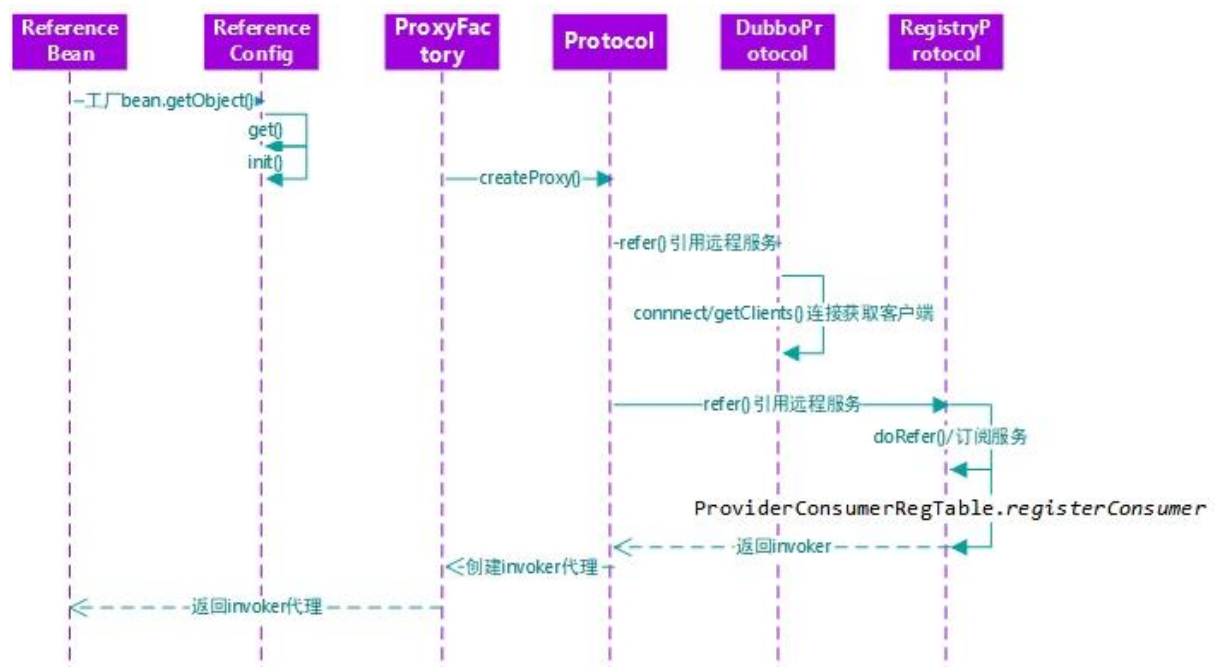 Reference
Bean
Reference
Config
ProxyFac
tory
Protocol
DubboPr
otocol
RegistryP
rotocol
工厂bean.getObject()
get()
init()
createProxy()
refer()引用远程服务
connnect/getClients()连接获取客户端
refer()引用远程服务
doRefer()/订阅服务
ProviderConsumerRegTable.registerConsumer
返回invoker
创建invoker代理
返回invoker代理